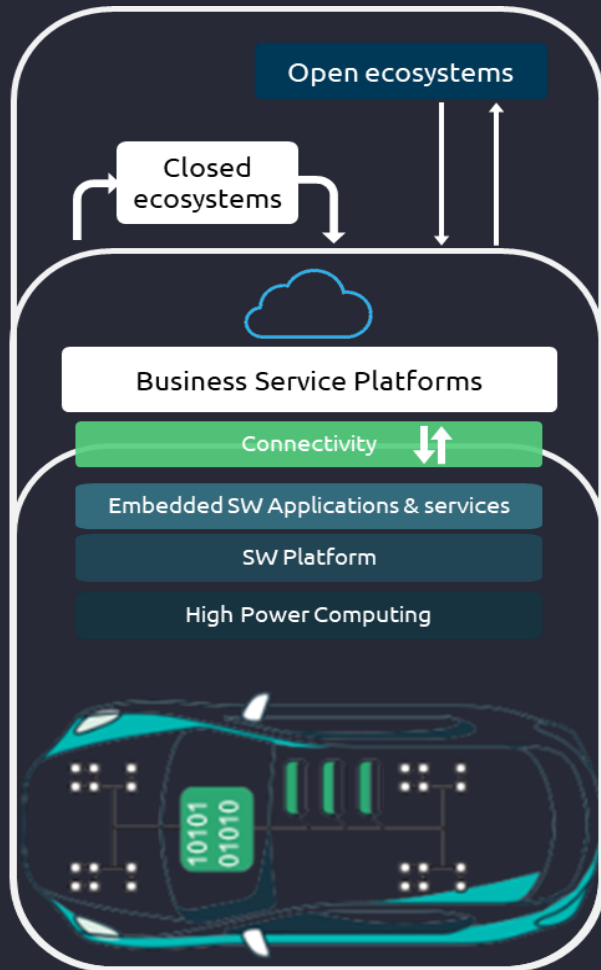 Open ecosystems
Closed
ecosystems
Business Service Platforms
Connectivity
Embedded SW Applications & services
SW Platform
High Power Computing
10101
01010